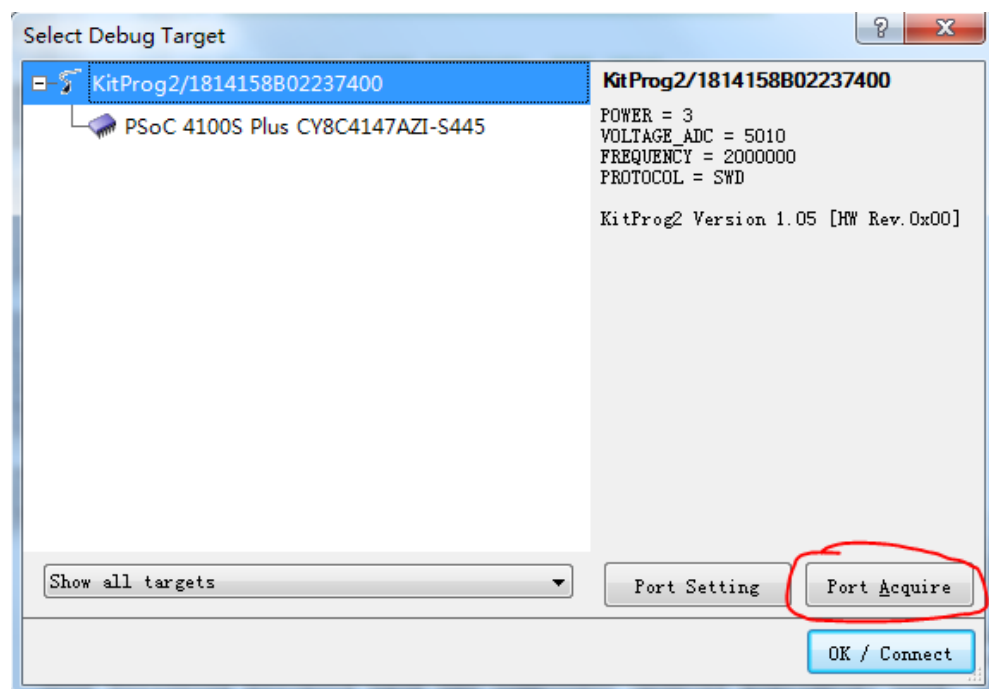 Select Debug Target
KitProg2/1814158B02237400
PSoC 4100S Plus CY8C4147AZI-S445
KitProg2/1814158B02237400
POWER = 3
VOLTAGE_ADC = 5010
FREQUENCY = 2000000
PROTOCOL = SWD
KitProg2 Version 1.05 [HW Rev.0x00]
Show all targets
Port Setting
Port Acquire
OK / Connect